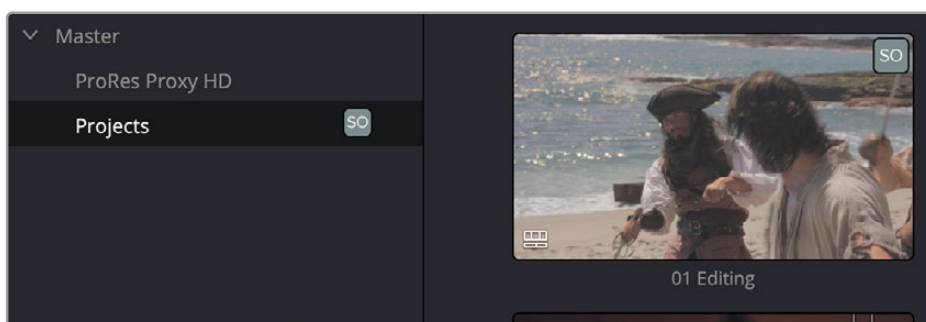 Master
ProRes Proxy HD
Projects SO
SO
01 Editing